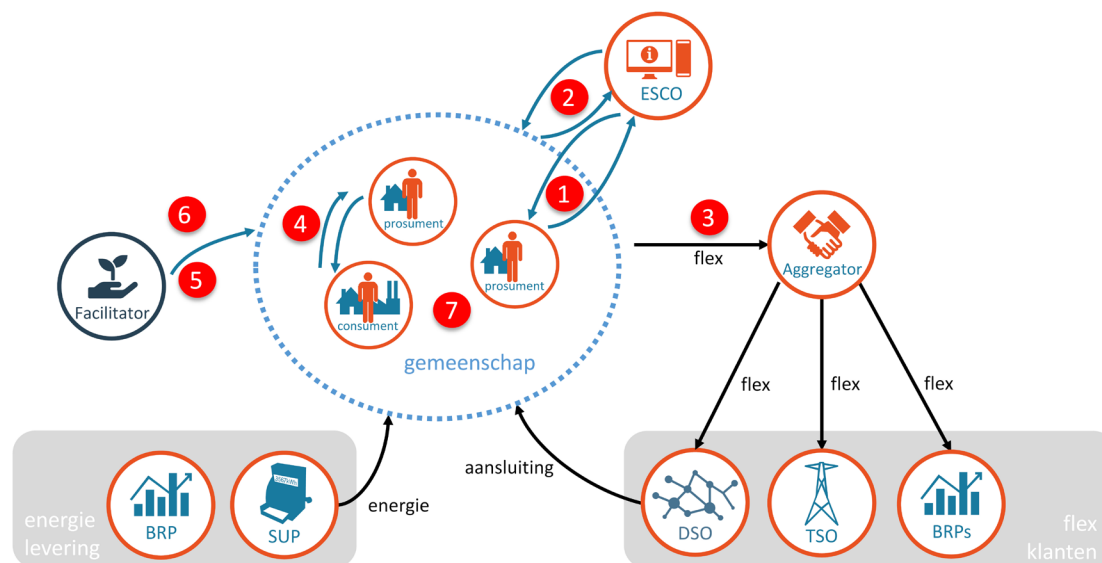 ESCO
2
1
prosument
4
consument
prosument
7
gemeenschap
6
5
Facilitator
3
flex
Aggregator
flex
flex
flex
aansluiting
energie
BRP
SUP
energie
levering
DSO
TSO
BRPs
flex
klanten